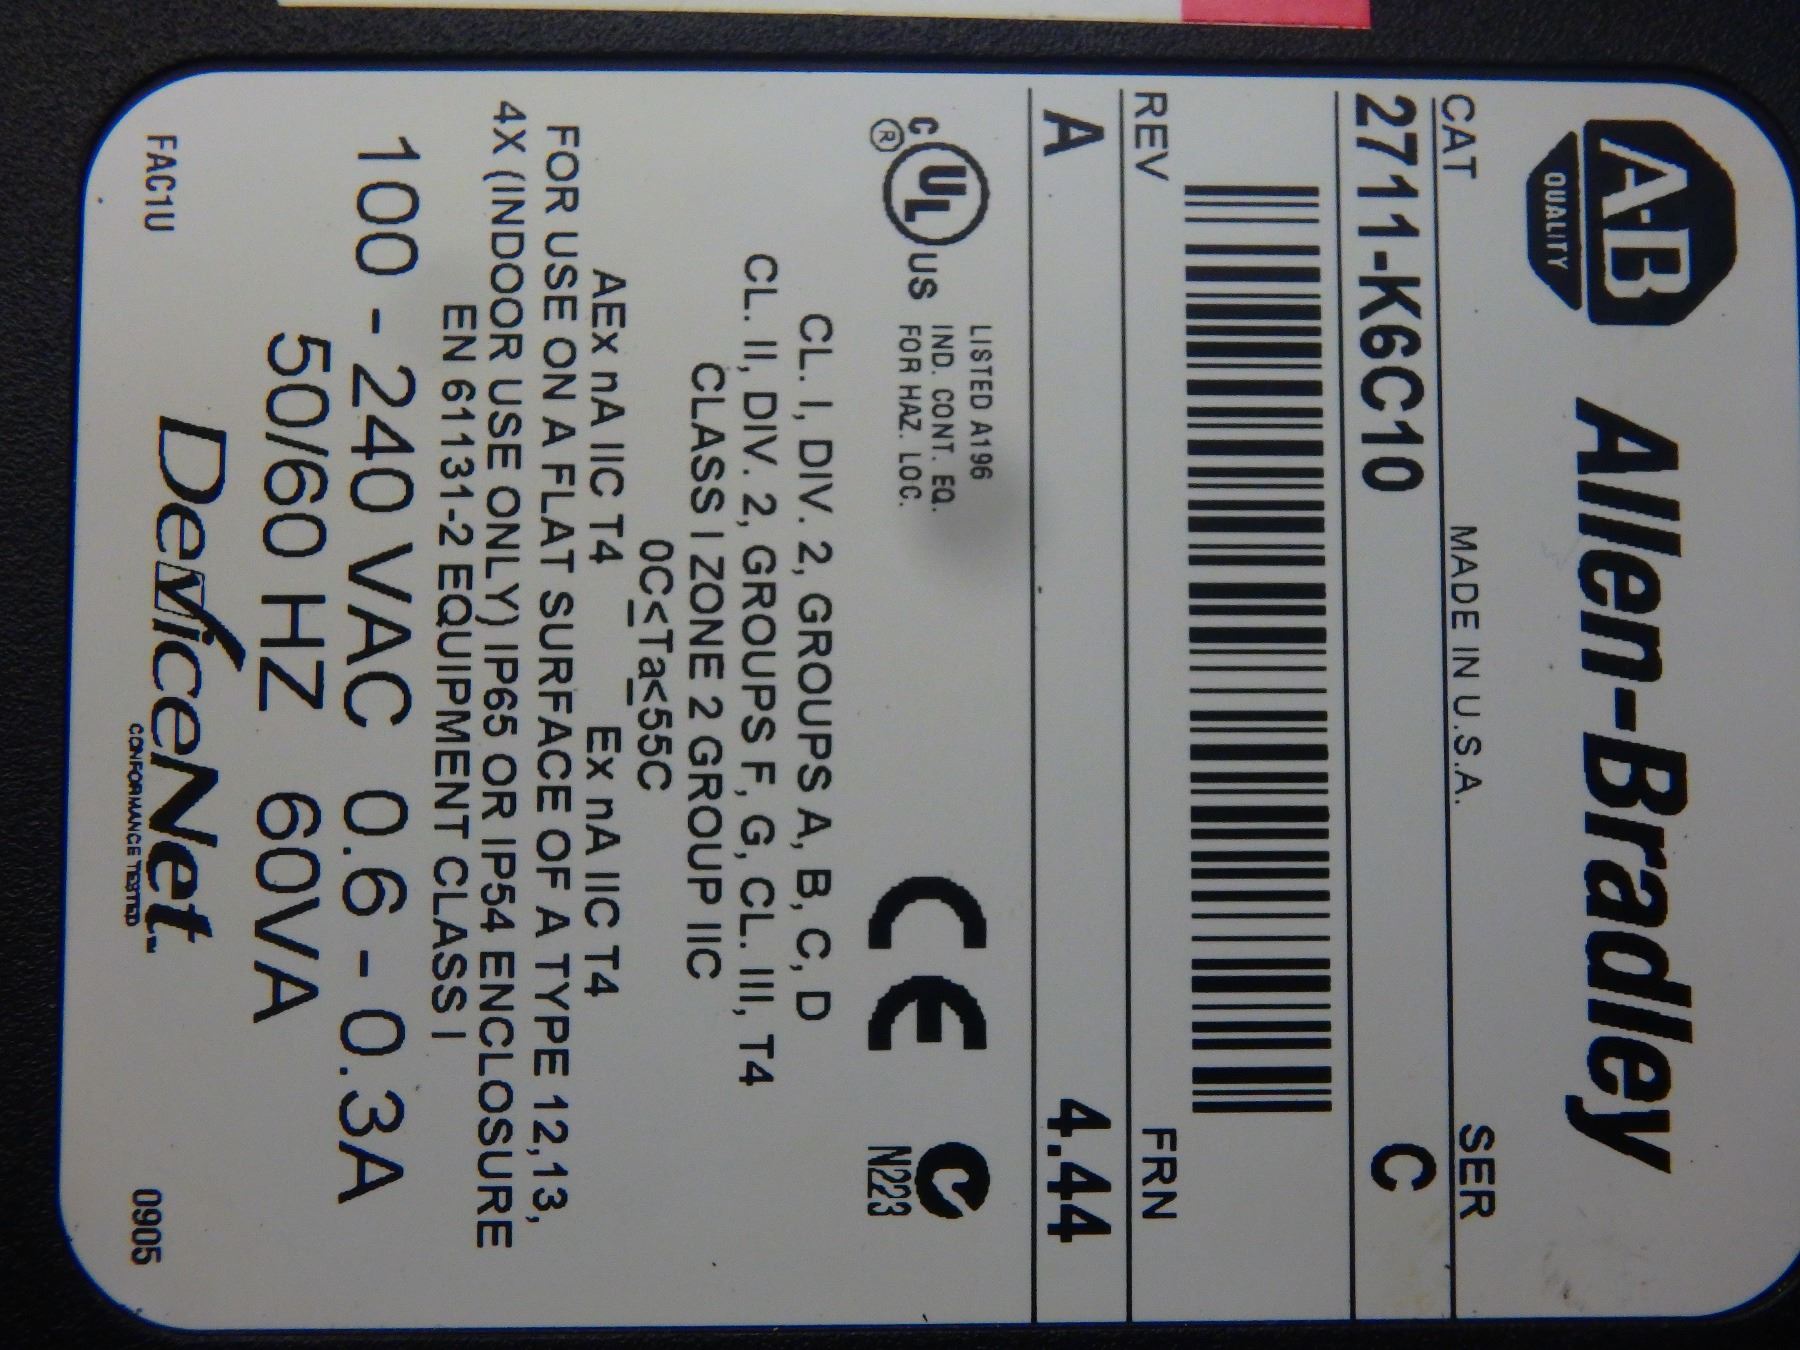 A-B
QUALITY
Allen-Bradley
CAT
MADE IN U.S.A.
SER
2711-K6C10
C
REV
FRN
A
4.44
C UL US
®
LISTED A196
IND. CONT. EQ.
FOR HAZ. LOC.
CE
N223
CL. I, DIV. 2, GROUPS A, B, C, D
CL. II, DIV. 2, GROUPS F, G, CL. III, T4
CLASS I ZONE 2 GROUP IIC
0C<Ta<55C
AEx nA IIC T4 Ex nA IIC T4
FOR USE ON A FLAT SURFACE OF A TYPE 12,13,
4X (INDOOR USE ONLY) IP65 OR IP54 ENCLOSURE
EN 61131-2 EQUIPMENT CLASS I
100 - 240 VAC 0.6 - 0.3A
50/60 HZ 60VA
DeviceNet™
CONFORMANCE TESTED
FAC1U
0905